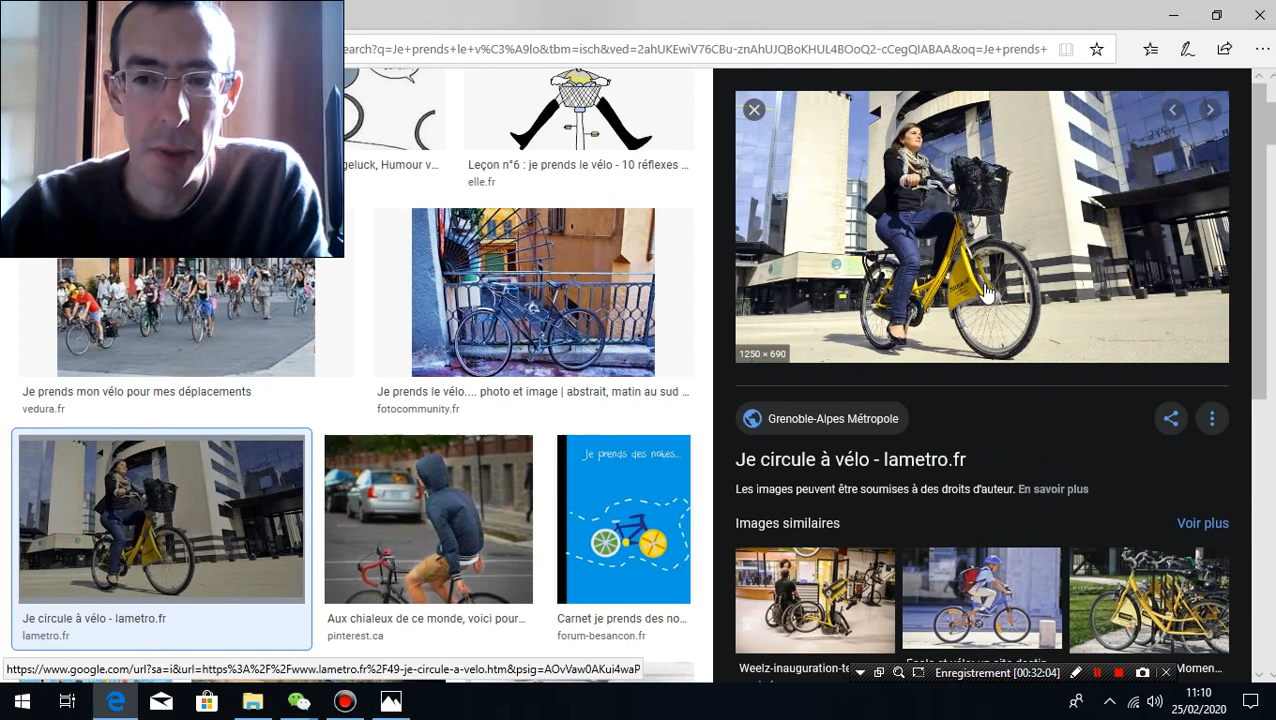 earch?q=Je+prends+le+v%C3%A9lo&tbm=isch&ved=2ahUKEwiV76CBu-znAhUJQBoKHUL4BOoQ2-cCegQIABAA&oq=Je+prends+
geluck, Humour v...
Leçon n°6 : je prends le vélo - 10 réflexes ...
elle.fr
1250 × 690
Je prends mon vélo pour mes déplacements
vedura.fr
Je prends le vélo.... photo et image | abstrait, matin au sud ...
fotocommunity.fr
Grenoble-Alpes Métropole
Je circule à vélo - lametro.fr
Les images peuvent être soumises à des droits d'auteur. En savoir plus
Images similaires
Voir plus
Je prends des notes...
Je circule à vélo - lametro.fr
lametro.fr
Aux chialeux de ce monde, voici pour...
pinterest.ca
Carnet je prends des no...
forum-besancon.fr
https://www.google.com/url?sa=i&url=https%3A%2F%2Fwww.lametro.fr%2F49-je-circule-a-velo.htm&psig=AOvVaw0AKui4waP
Weelz-inauguration-te
Enregistrement [00:32:04]
Momen...
11:10
25/02/2020